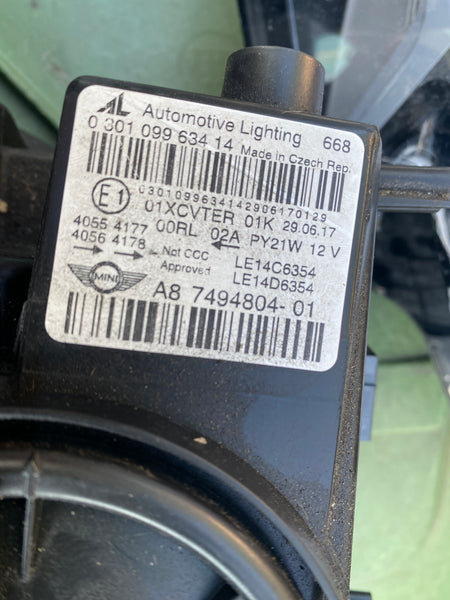 AL Automotive Lighting 668
0 301 099 634 14 Made in Czech Rep.
C301099634142906170129
E1 01XCVTER 01K 29.06.17
4055 4177 00RL 02A PY21W 12 V
4056 4178 Not CCC Approved LE14C6354
LE14D6354
MINI A8 7494804-01